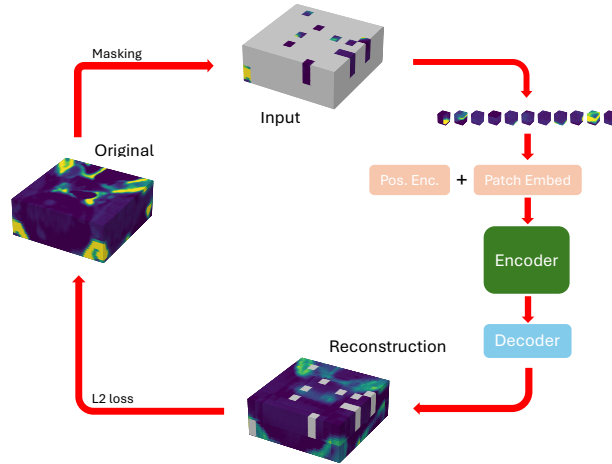 Masking
Input
Original
Pos. Enc. + Patch Embed
Encoder
Decoder
Reconstruction
L2 loss